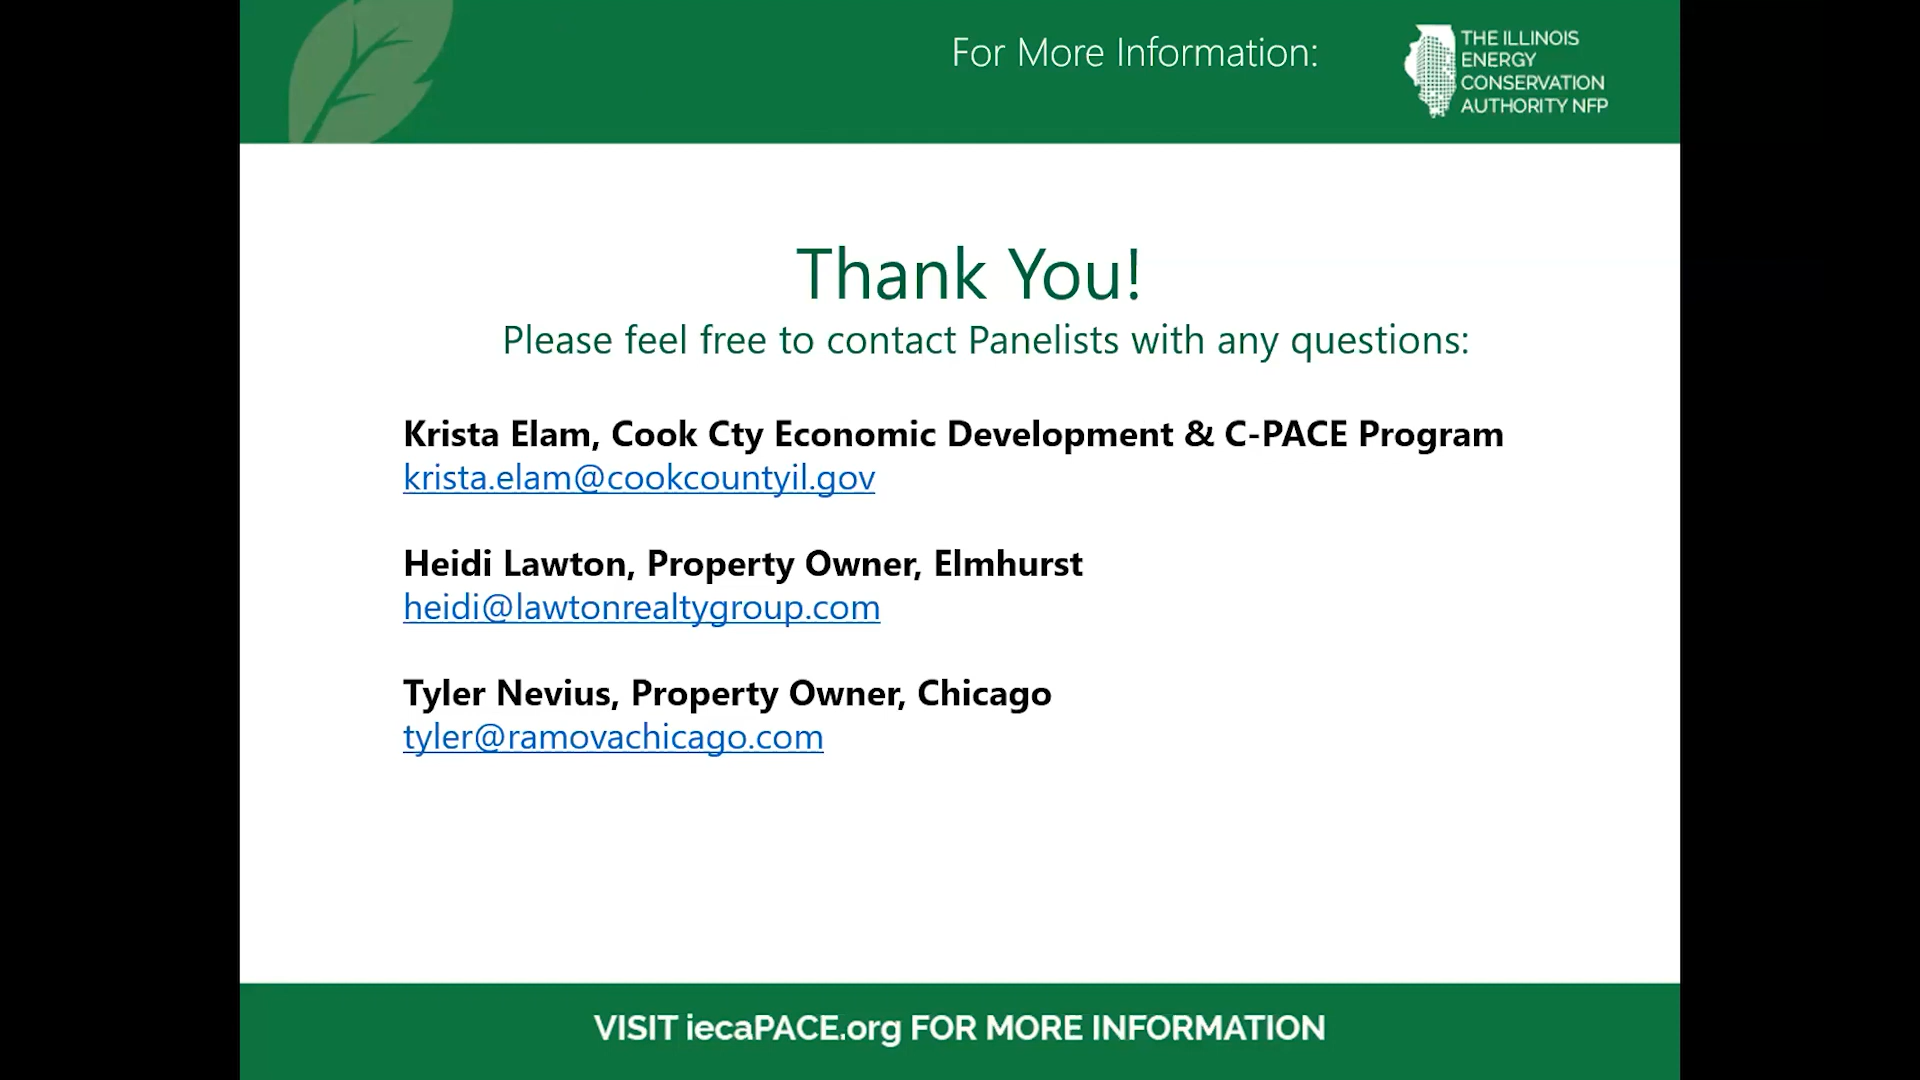 For More Information:
THE ILLINOIS
ENERGY
CONSERVATION
AUTHORITY NFP
Thank You!
Please feel free to contact Panelists with any questions:
Krista Elam, Cook Cty Economic Development & C-PACE Program
krista.elam@cookcountyil.gov
Heidi Lawton, Property Owner, Elmhurst
heidi@lawtonrealtygroup.com
Tyler Nevius, Property Owner, Chicago
tyler@ramovachicago.com
VISIT iecaPACE.org FOR MORE INFORMATION